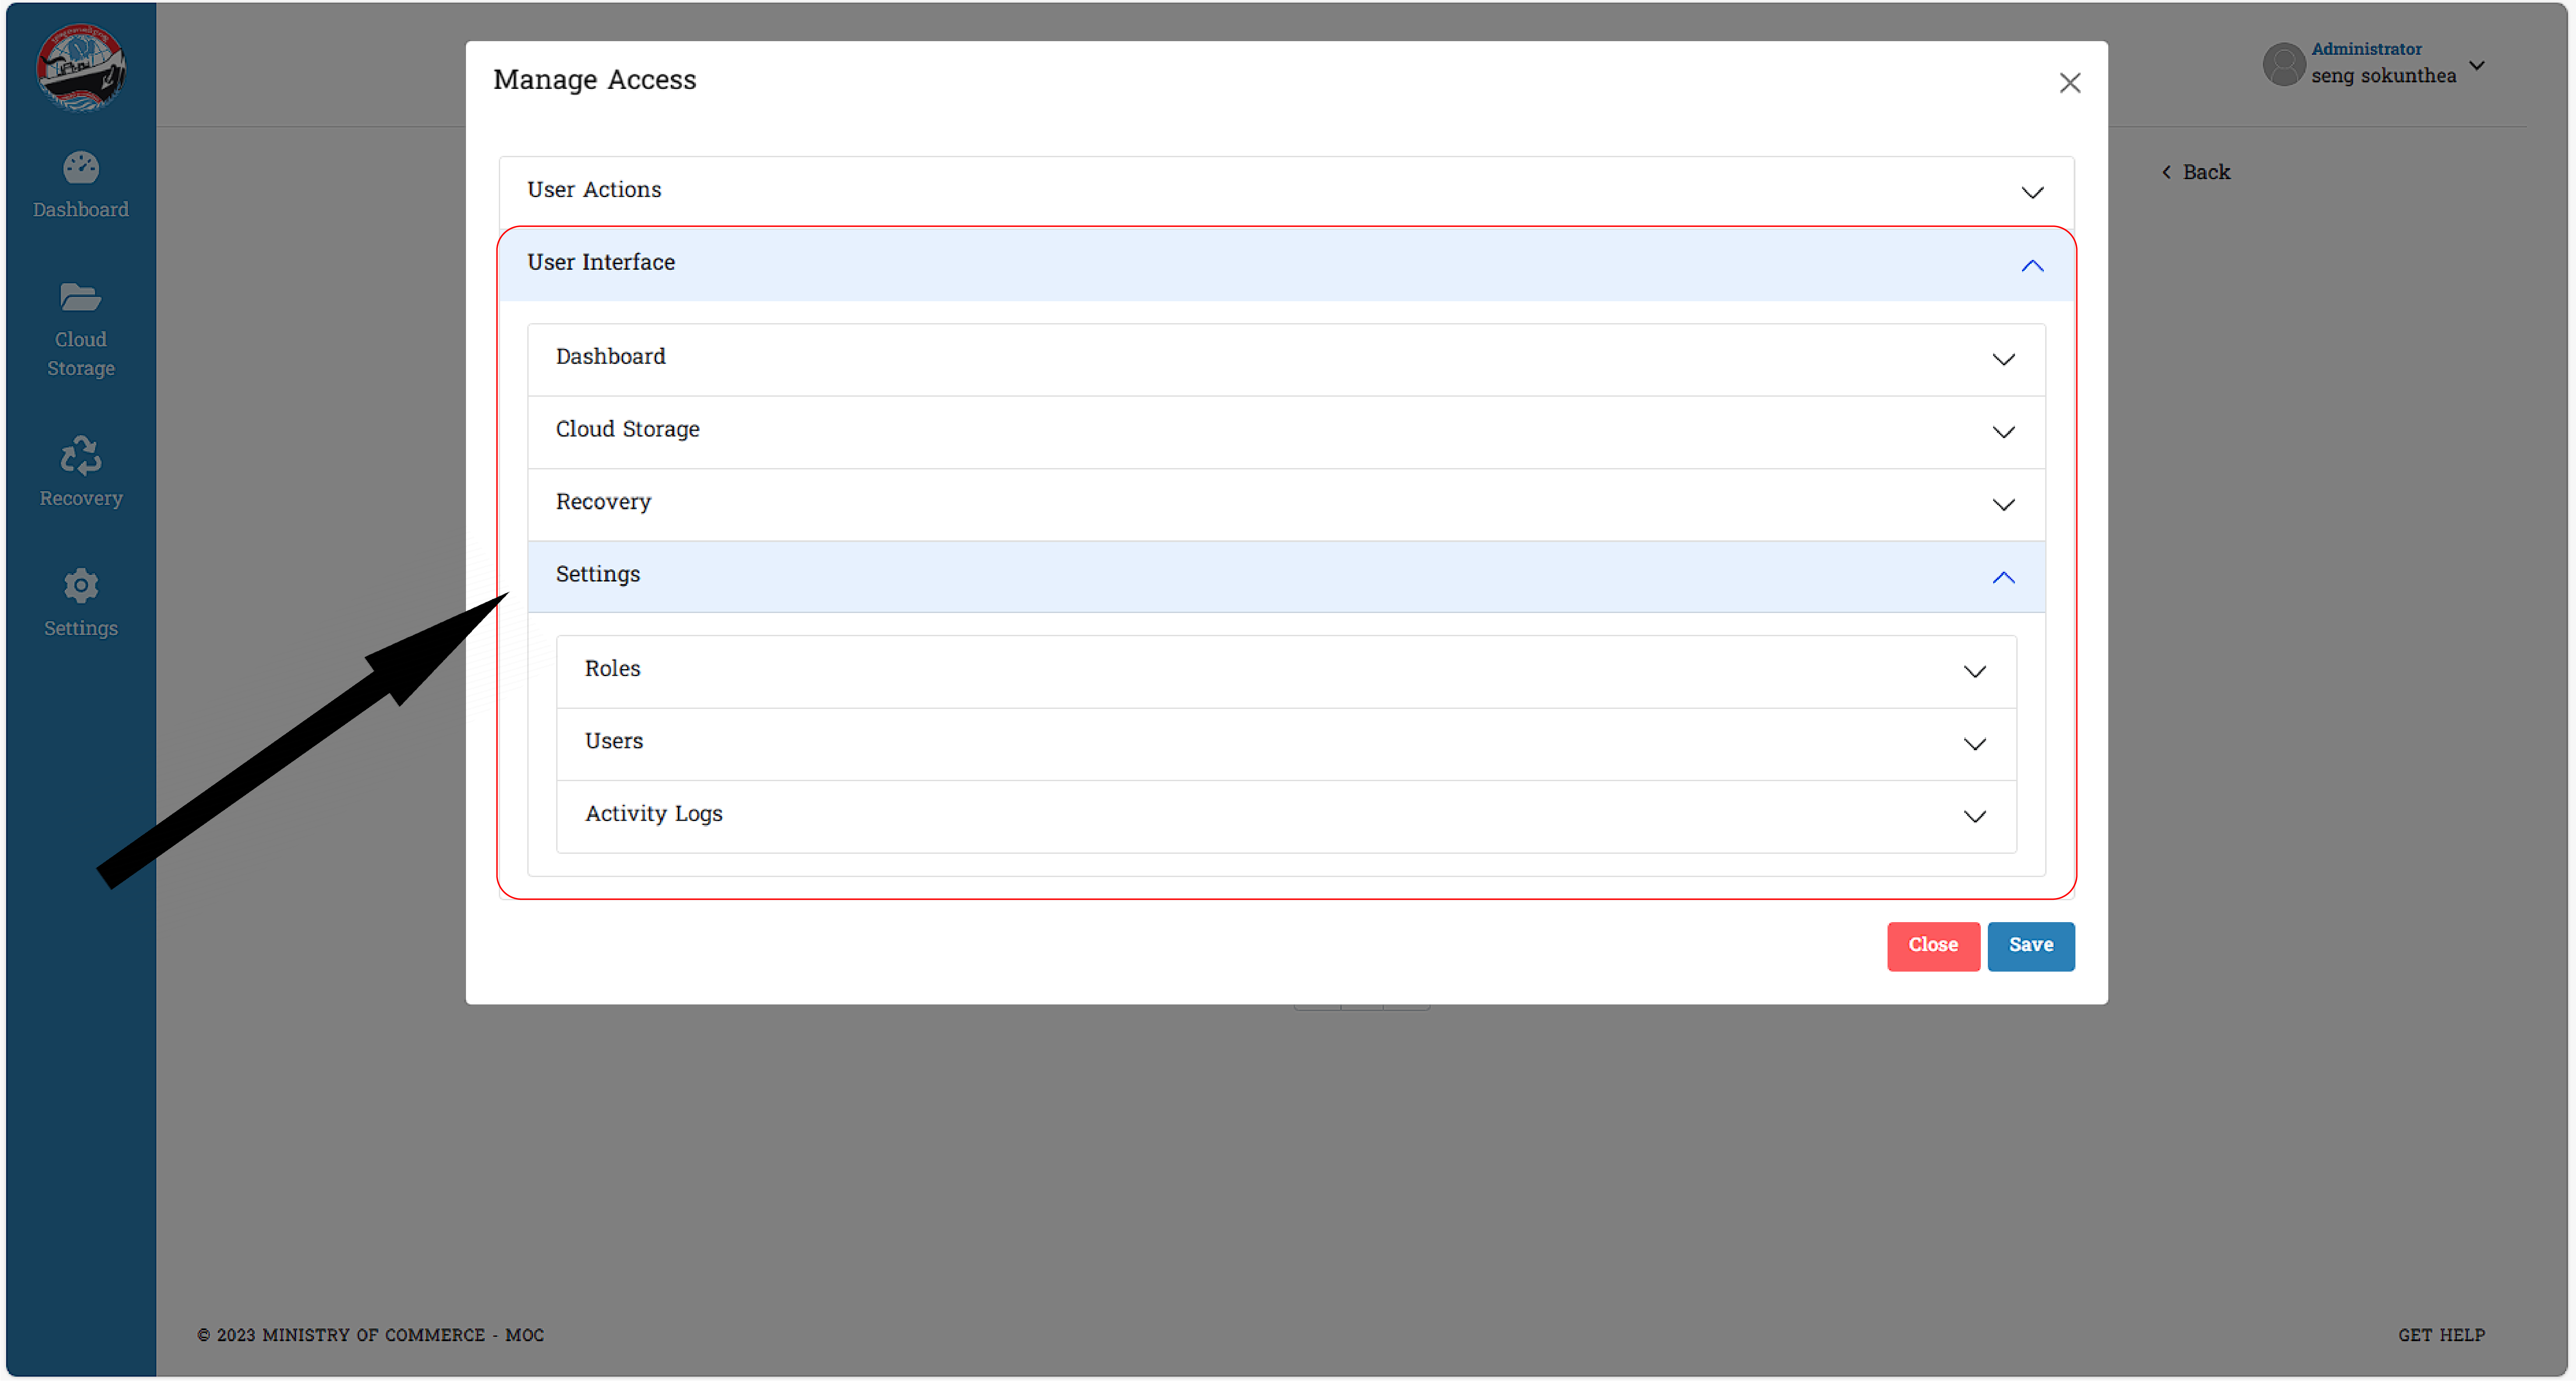 Administrator
seng sokunthea
Manage Access
Back
Dashboard
Cloud
Storage
Recovery
Settings
User Actions
User Interface
Dashboard
Cloud Storage
Recovery
Settings
Roles
Users
Activity Logs
Close
Save
© 2023 MINISTRY OF COMMERCE - MOC
GET HELP